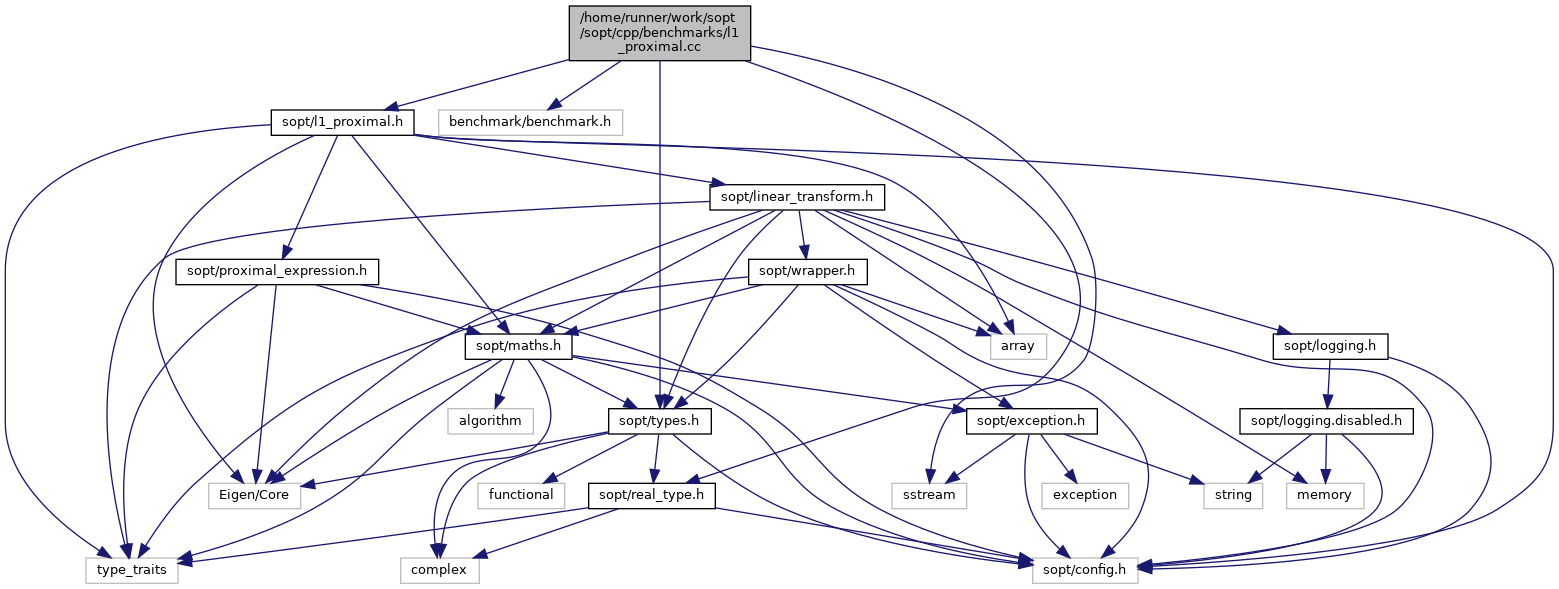 /home/runner/work/sopt
/sopt/cpp/benchmarks/l1
_proximal.cc
sopt/l1_proximal.h
benchmark/benchmark.h
sopt/linear_transform.h
sopt/proximal_expression.h
sopt/wrapper.h
sopt/maths.h
array
sopt/logging.h
algorithm
sopt/types.h
sopt/exception.h
sopt/logging.disabled.h
Eigen/Core
functional
sopt/real_type.h
sstream
exception
string
memory
type_traits
complex
sopt/config.h